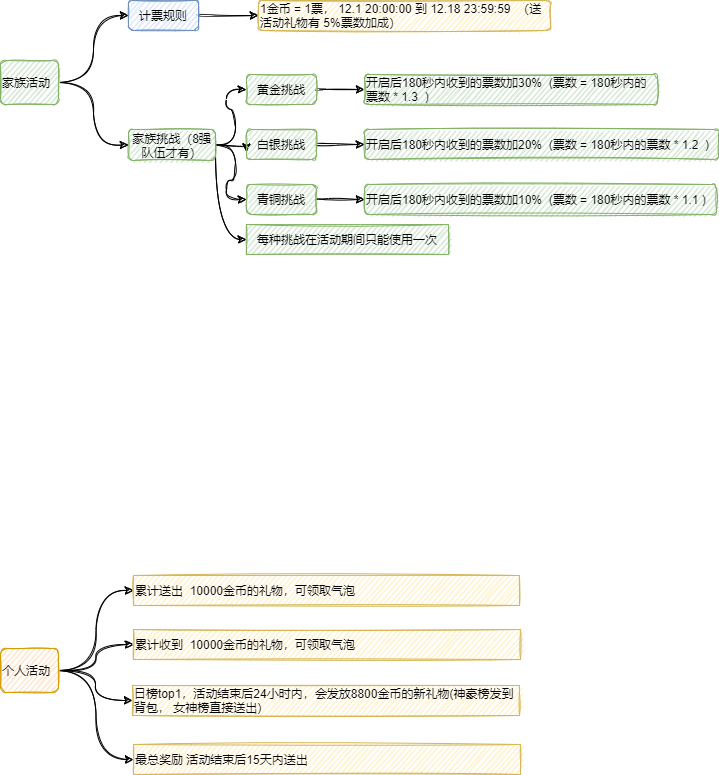 计票规则
1金币 = 1票， 12.1 20:00:00 到 12.18 23:59:59 （送
活动礼物有 5%票数加成）
家族活动
黄金挑战
开启后180秒内收到的票数加30%（票数 = 180秒内的
票数 * 1.3 ）
家族挑战（8强
队伍才有）
白银挑战
开启后180秒内收到的票数加20%（票数 = 180秒内的票数 * 1.2 ）
青铜挑战
开启后180秒内收到的票数加10%（票数 = 180秒内的票数 * 1.1 ）
每种挑战在活动期间只能使用一次
个人活动
累计送出 10000金币的礼物，可领取气泡
累计收到 10000金币的礼物，可领取气泡
日榜top1，活动结束后24小时内，会发放8800金币的新礼物(神豪榜发到
背包， 女神榜直接送出)
最总奖励 活动结束后15天内送出